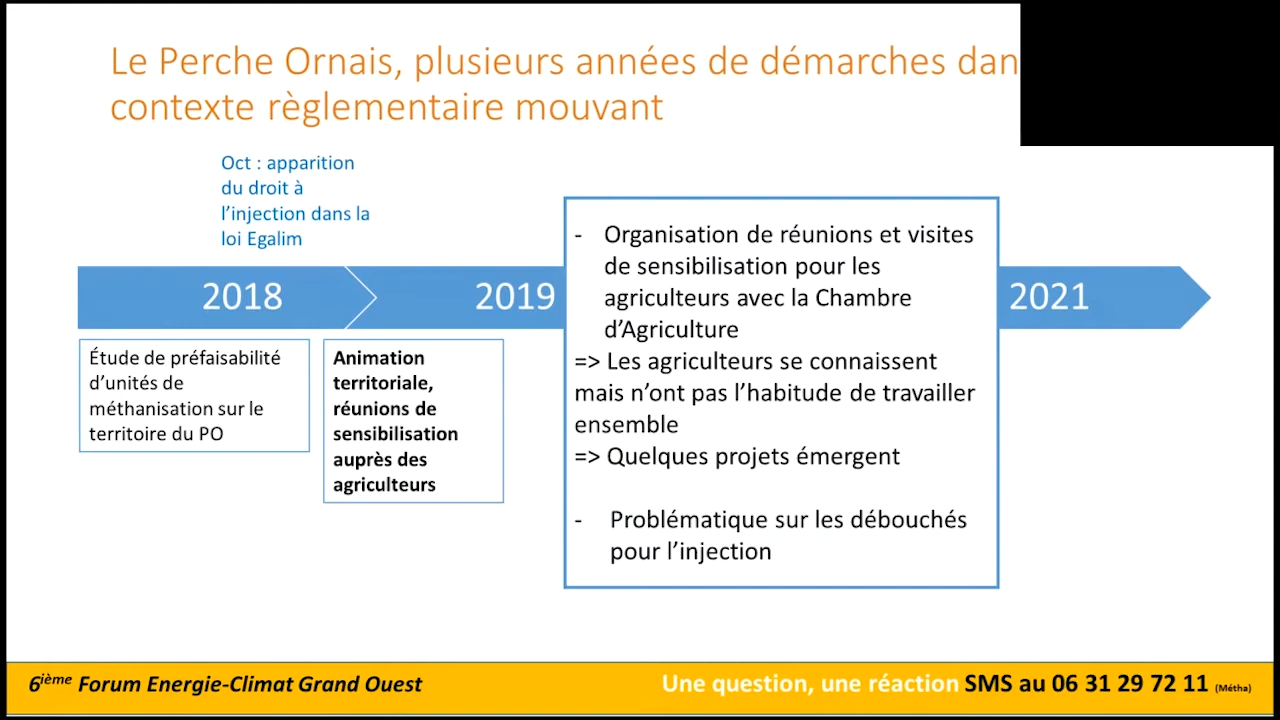 Le Perche Ornais, plusieurs années de démarches dan
contexte règlementaire mouvant
Oct : apparition
du droit à
l’injection dans la
loi Egalim
2018
2019
2021
Étude de préfaisabilité
d’unités de
méthanisation sur le
territoire du PO
Animation
territoriale,
réunions de
sensibilisation
auprès des
agriculteurs
- Organisation de réunions et visites
de sensibilisation pour les
agriculteurs avec la Chambre
d’Agriculture
=> Les agriculteurs se connaissent
mais n’ont pas l’habitude de travailler
ensemble
=> Quelques projets émergent
- Problématique sur les débouchés
pour l’injection
6ième Forum Energie-Climat Grand Ouest
Une question, une réaction SMS au 06 31 29 72 11 (Métha)